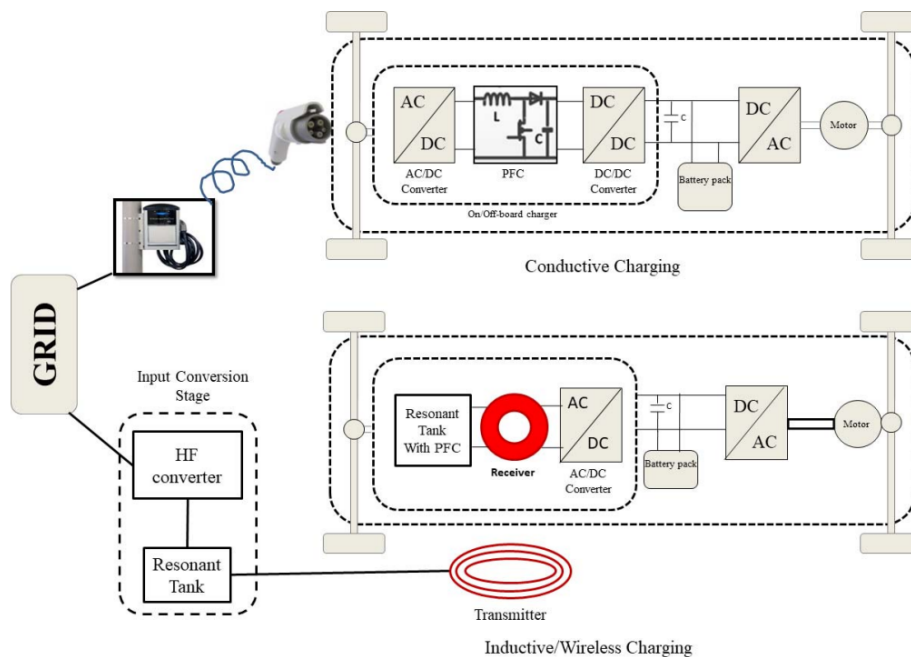 AC
DC
AC/DC
Converter
L
C
PFC
DC
DC
DC/DC
Converter
On/Off-board charger
C
Battery pack
DC
AC
Motor
Conductive Charging
GRID
Input Conversion
Stage
HF
converter
Resonant
Tank
Resonant
Tank
With PFC
Receiver
AC
DC
AC/DC
Converter
C
Battery pack
DC
AC
Motor
Transmitter
Inductive/Wireless Charging